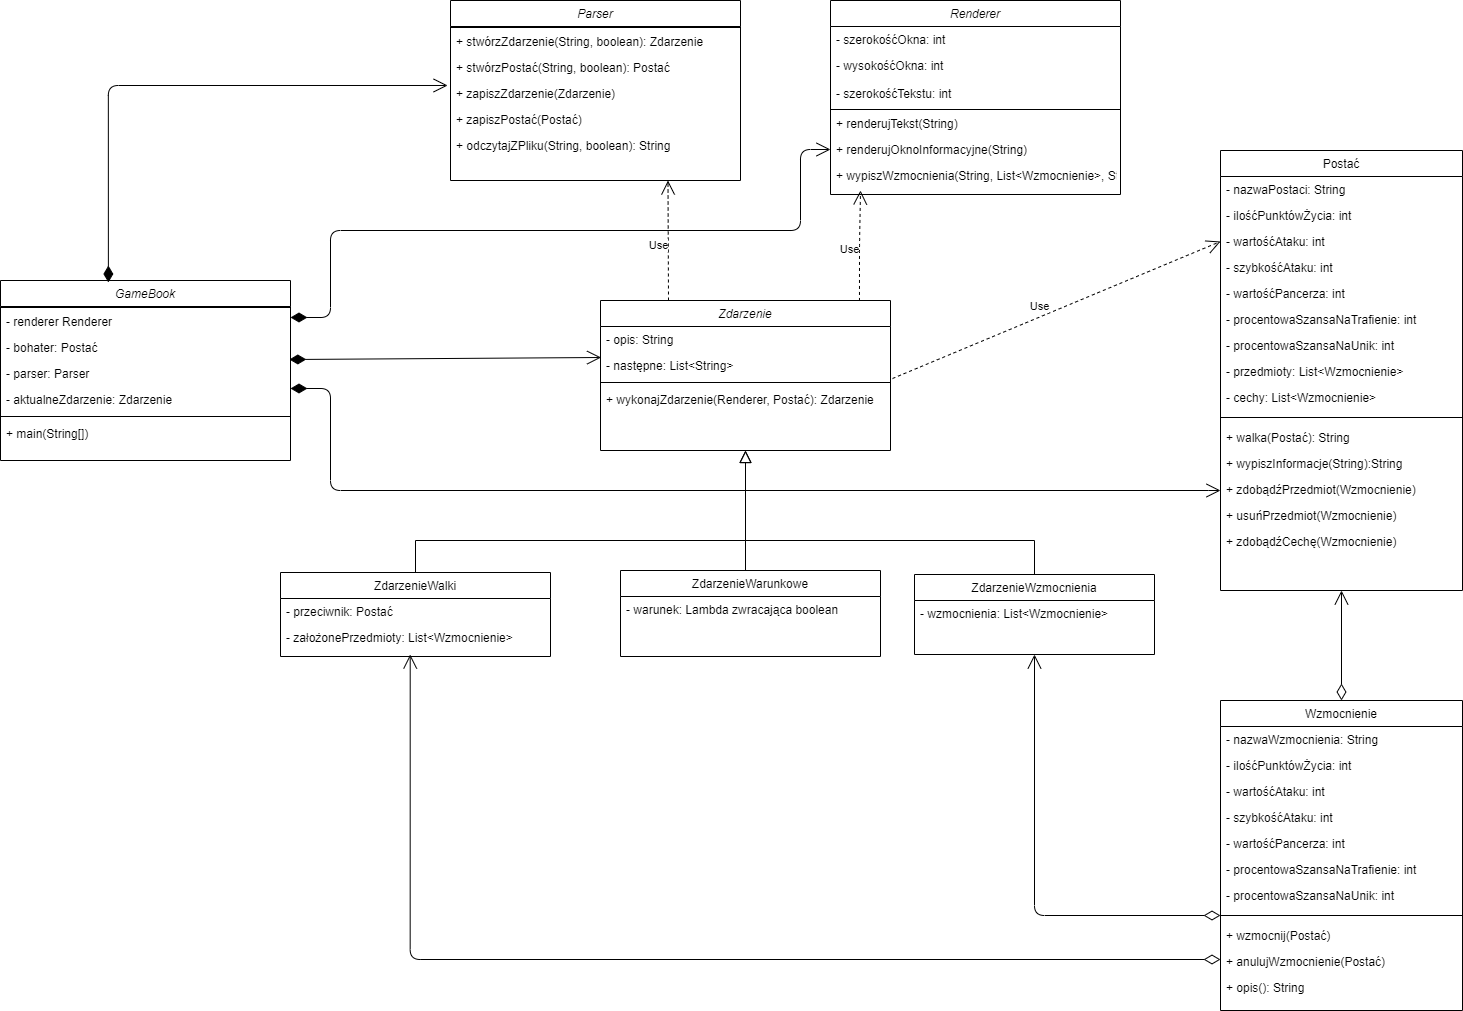 Parser
+ stwórzZdarzenie(String, boolean): Zdarzenie
+ stwórzPostać(String, boolean): Postać
+ zapiszZdarzenie(Zdarzenie)
+ zapiszPostać(Postać)
+ odczytajZPliku(String, boolean): String
Renderer
- szerokośćOkna: int
- wysokośćOkna: int
- szerokośćTekstu: int
+ renderujTekst(String)
+ renderujOknoInformacyjne(String)
+ wypiszWzmocnienia(String, List<Wzmocnienie>, S
Postać
- nazwaPostaci: String
- ilośćPunktówŻycia: int
- wartośćAtaku: int
- szybkośćAtaku: int
- wartośćPancerza: int
- procentowaSzansaNaTrafienie: int
- procentowaSzansaNaUnik: int
- przedmioty: List<Wzmocnienie>
- cechy: List<Wzmocnienie>
+ walka(Postać): String
+ wypiszInformacje(String):String
+ zdobądźPrzedmiot(Wzmocnienie)
+ usuńPrzedmiot(Wzmocnienie)
+ zdobądźCechę(Wzmocnienie)
Use
Use
Use
GameBook
- renderer Renderer
- bohater: Postać
- parser: Parser
- aktualneZdarzenie: Zdarzenie
+ main(String[])
Zdarzenie
- opis: String
- następne: List<String>
+ wykonajZdarzenie(Renderer, Postać): Zdarzenie
ZdarzenieWalki
- przeciwnik: Postać
- założonePrzedmioty: List<Wzmocnienie>
ZdarzenieWarunkowe
- warunek: Lambda zwracająca boolean
ZdarzenieWzmocnienia
- wzmocnienia: List<Wzmocnienie>
Wzmocnienie
- nazwaWzmocnienia: String
- ilośćPunktówŻycia: int
- wartośćAtaku: int
- szybkośćAtaku: int
- wartośćPancerza: int
- procentowaSzansaNaTrafienie: int
- procentowaSzansaNaUnik: int
+ wzmocnij(Postać)
+ anulujWzmocnienie(Postać)
+ opis(): String